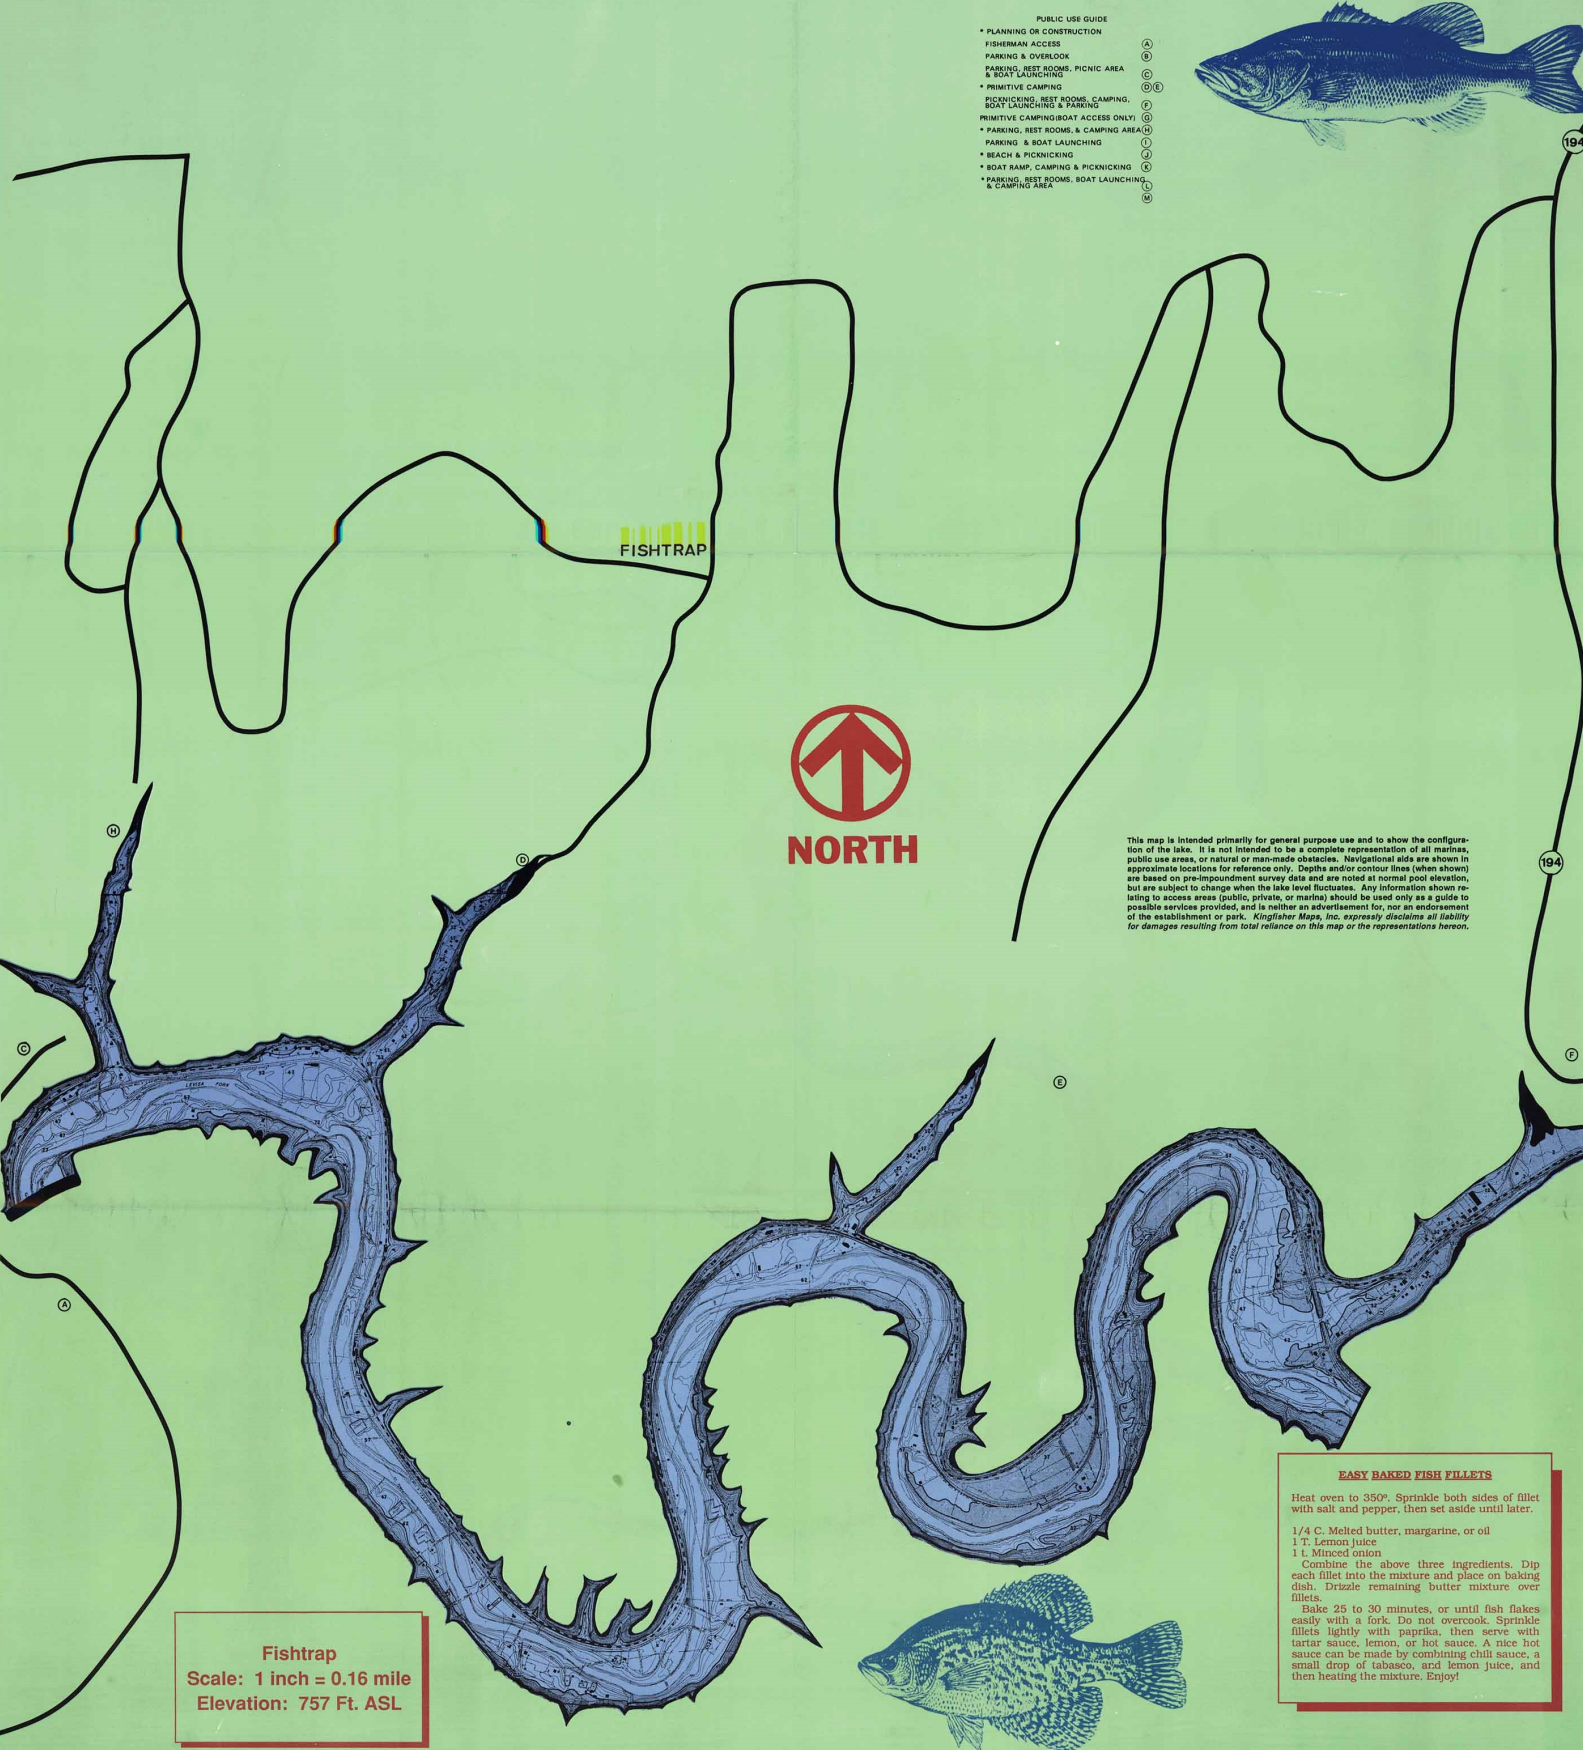 PUBLIC USE GUIDE
* PLANNING OR CONSTRUCTION
FISHERMAN ACCESS A
PARKING & OVERLOOK B
PARKING, REST ROOMS, PICNIC AREA
& BOAT LAUNCHING C
* PRIMITIVE CAMPING D E
PICKNICKING, REST ROOMS, CAMPING,
BOAT LAUNCHING & PARKING F
PRIMITIVE CAMPING(BOAT ACCESS ONLY) G
* PARKING, REST ROOMS, & CAMPING AREA H
PARKING & BOAT LAUNCHING I
* BEACH & PICKNICKING J
* BOAT RAMP, CAMPING & PICKNICKING K
* PARKING, REST ROOMS, BOAT LAUNCHING
& CAMPING AREA L
M
194
FISHTRAP
NORTH
H
D
This map is intended primarily for general purpose use and to show the configura-
tion of the lake. It is not intended to be a complete representation of all marinas,
public use areas, or natural or man-made obstacles. Navigational aids are shown in
approximate locations for reference only. Depths and/or contour lines (when shown)
are based on pre-impoundment survey data and are noted at normal pool elevation,
but are subject to change when the lake level fluctuates. Any information shown re-
lating to access areas (public, private, or marina) should be used only as a guide to
possible services provided, and is neither an advertisement for, nor an endorsement
of the establishment or park. Kingfisher Maps, Inc. expressly disclaims all liability
for damages resulting from total reliance on this map or the representations hereon.
194
C
F
E
LEVISA FORK
A
EASY BAKED FISH FILLETS
Heat oven to 350º. Sprinkle both sides of fillet
with salt and pepper, then set aside until later.
1/4 C. Melted butter, margarine, or oil
1 T. Lemon juice
1 t. Minced onion
Combine the above three ingredients. Dip
each fillet into the mixture and place on baking
dish. Drizzle remaining butter mixture over
fillets.
Bake 25 to 30 minutes, or until fish flakes
easily with a fork. Do not overcook. Sprinkle
fillets lightly with paprika, then serve with
tartar sauce, lemon, or hot sauce. A nice hot
sauce can be made by combining chili sauce, a
small drop of tabasco, and lemon juice, and
then heating the mixture. Enjoy!
Fishtrap
Scale: 1 inch = 0.16 mile
Elevation: 757 Ft. ASL